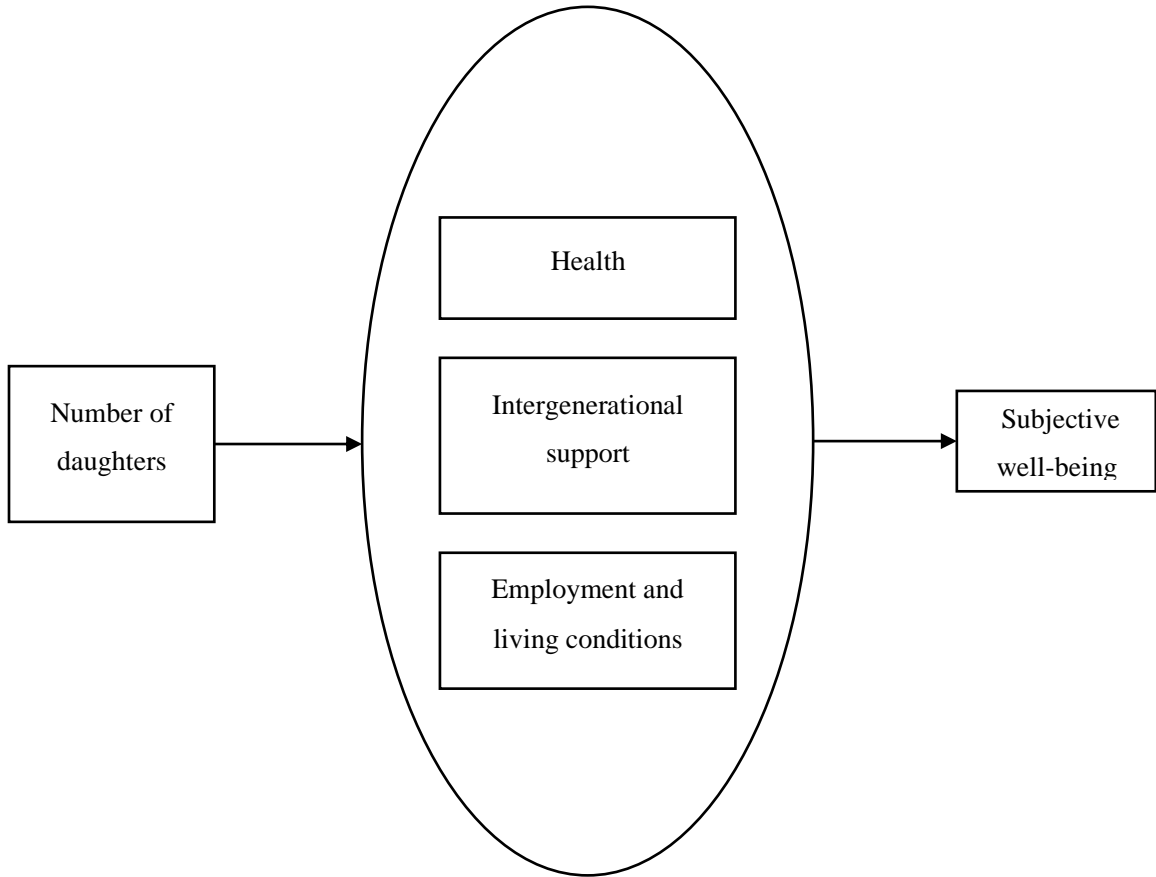 Number of
daughters
Health
Intergenerational
support
Employment and
living conditions
Subjective
well-being